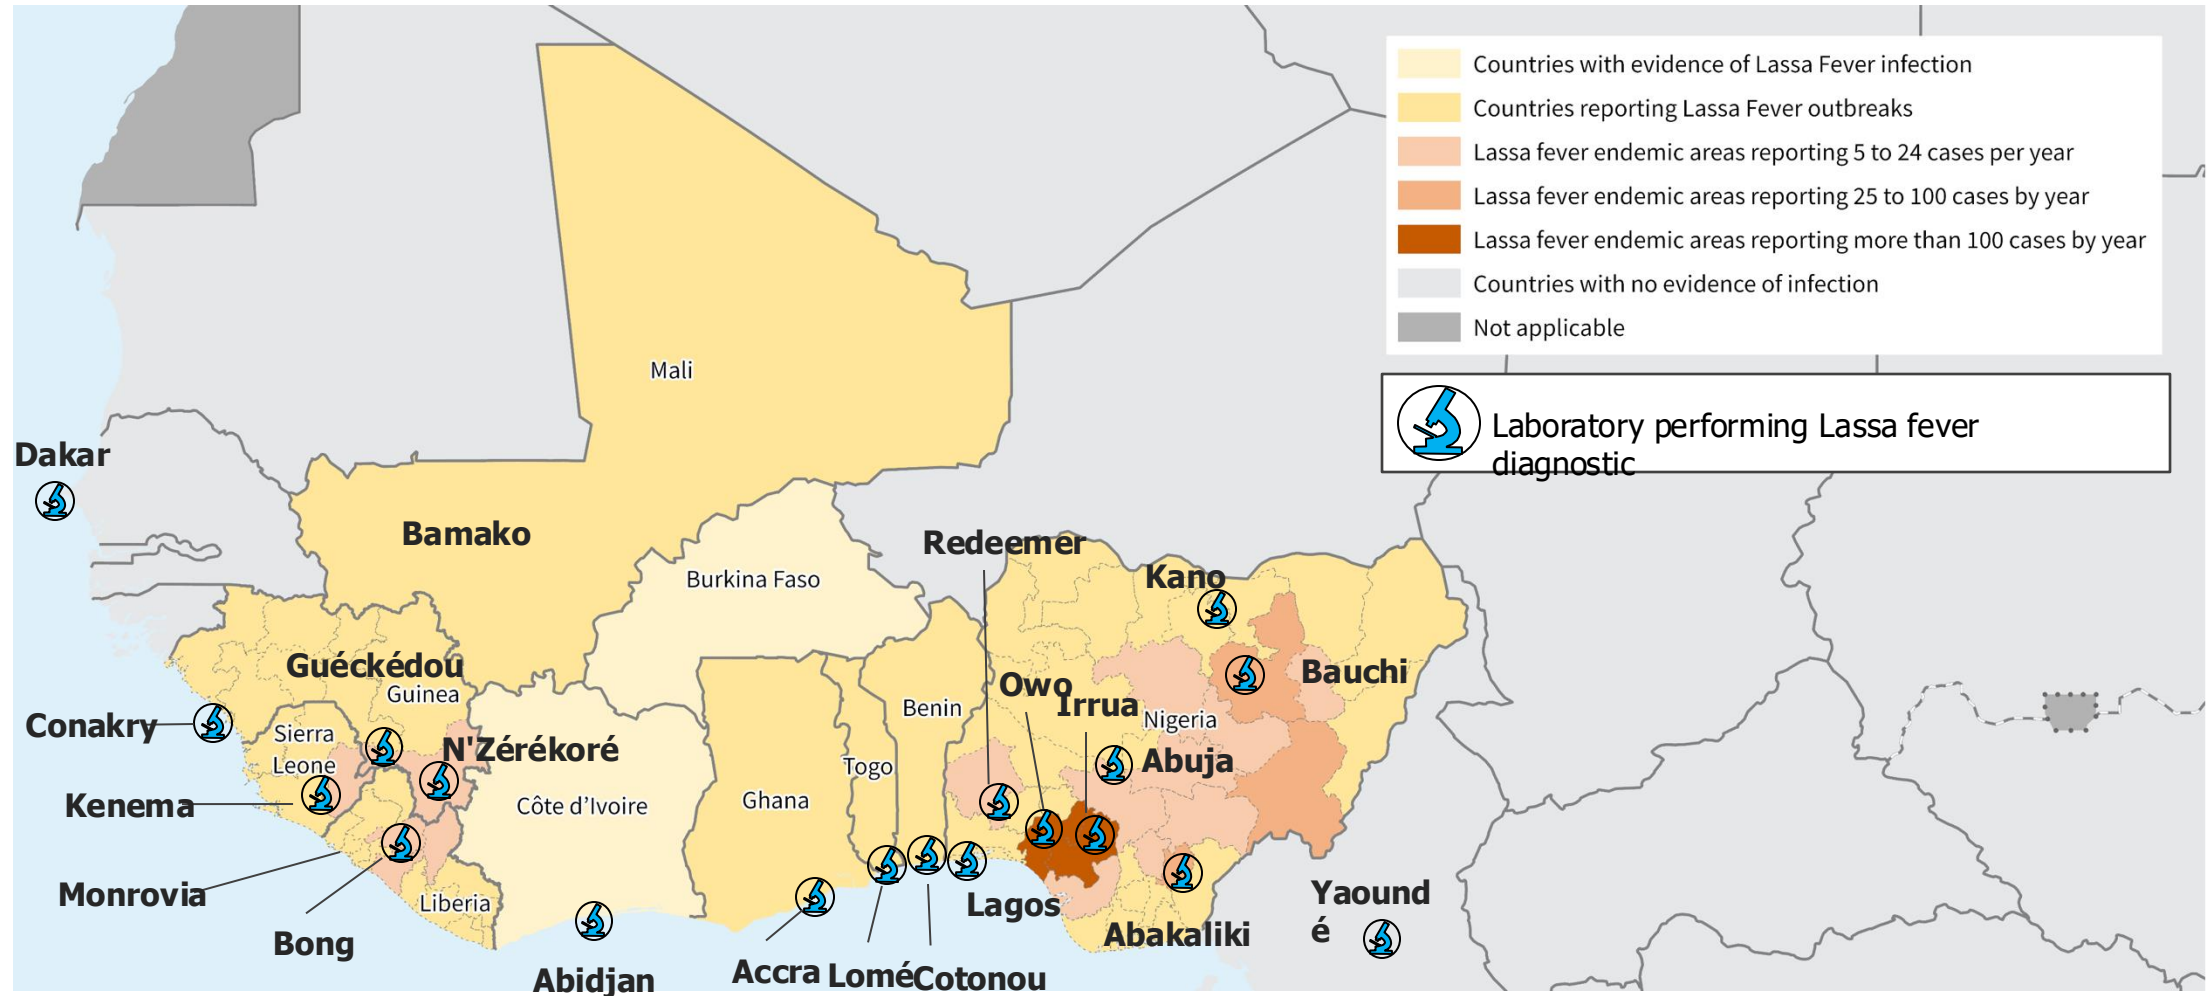 Countries with evidence of Lassa Fever infection
Countries reporting Lassa Fever outbreaks
Lassa fever endemic areas reporting 5 to 24 cases per year
Lassa fever endemic areas reporting 25 to 100 cases by year
Lassa fever endemic areas reporting more than 100 cases by year
Countries with no evidence of infection
Not applicable
Laboratory performing Lassa fever
diagnostic
Mali
Dakar
Bamako
Redeemer
Burkina Faso
Kano
Guéckédou
Guinea
Owo
Irrua
Bauchi
Benin
Nigeria
Conakry
Sierra
Leone
N'Zérékoré
Togo
Abuja
Kenema
Côte d’Ivoire
Ghana
Monrovia
Liberia
Lagos
Yaound
é
Bong
Abakaliki
Abidjan
Accra
Lomé
Cotonou